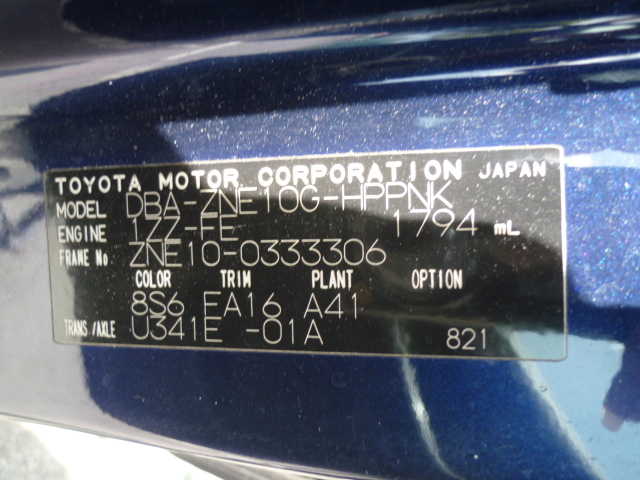 TOYOTA MOTOR CORPORATION JAPAN
MODEL DBA-ZNE10G-HPPNK
ENGINE 1ZZ-FE 1794 mL
FRAME No ZNE10-0333306
COLOR TRIM PLANT OPTION
8S6 EA16 A41
TRANS/AXLE U341E -01A 821